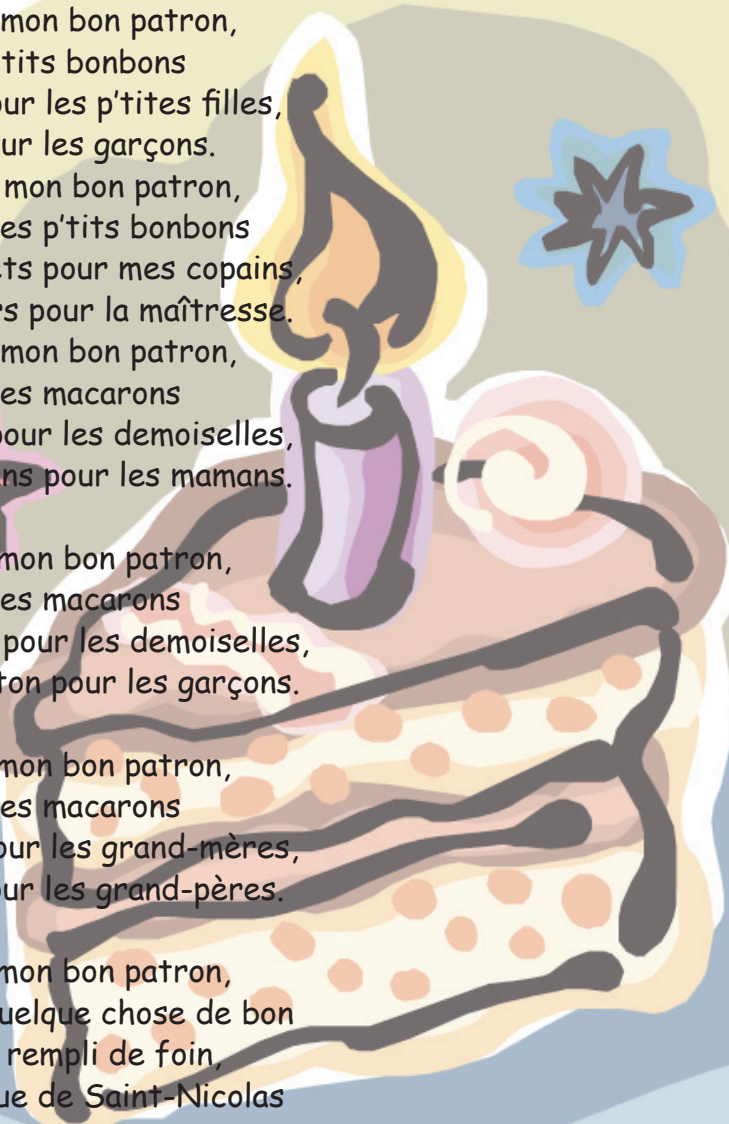 mon bon patron,
tits bonbons
our les p'tites filles,
ur les garçons.
mon bon patron,
es p'tits bonbons
ts pour mes copains,
rs pour la maîtresse.
mon bon patron,
es macarons
pour les demoiselles,
ns pour les mamans.
mon bon patron,
es macarons
pour les demoiselles,
ton pour les garçons.
mon bon patron,
es macarons
our les grand-mères,
our les grand-pères.
mon bon patron,
uelque chose de bon
rempli de foin,
ue de Saint-Nicolas